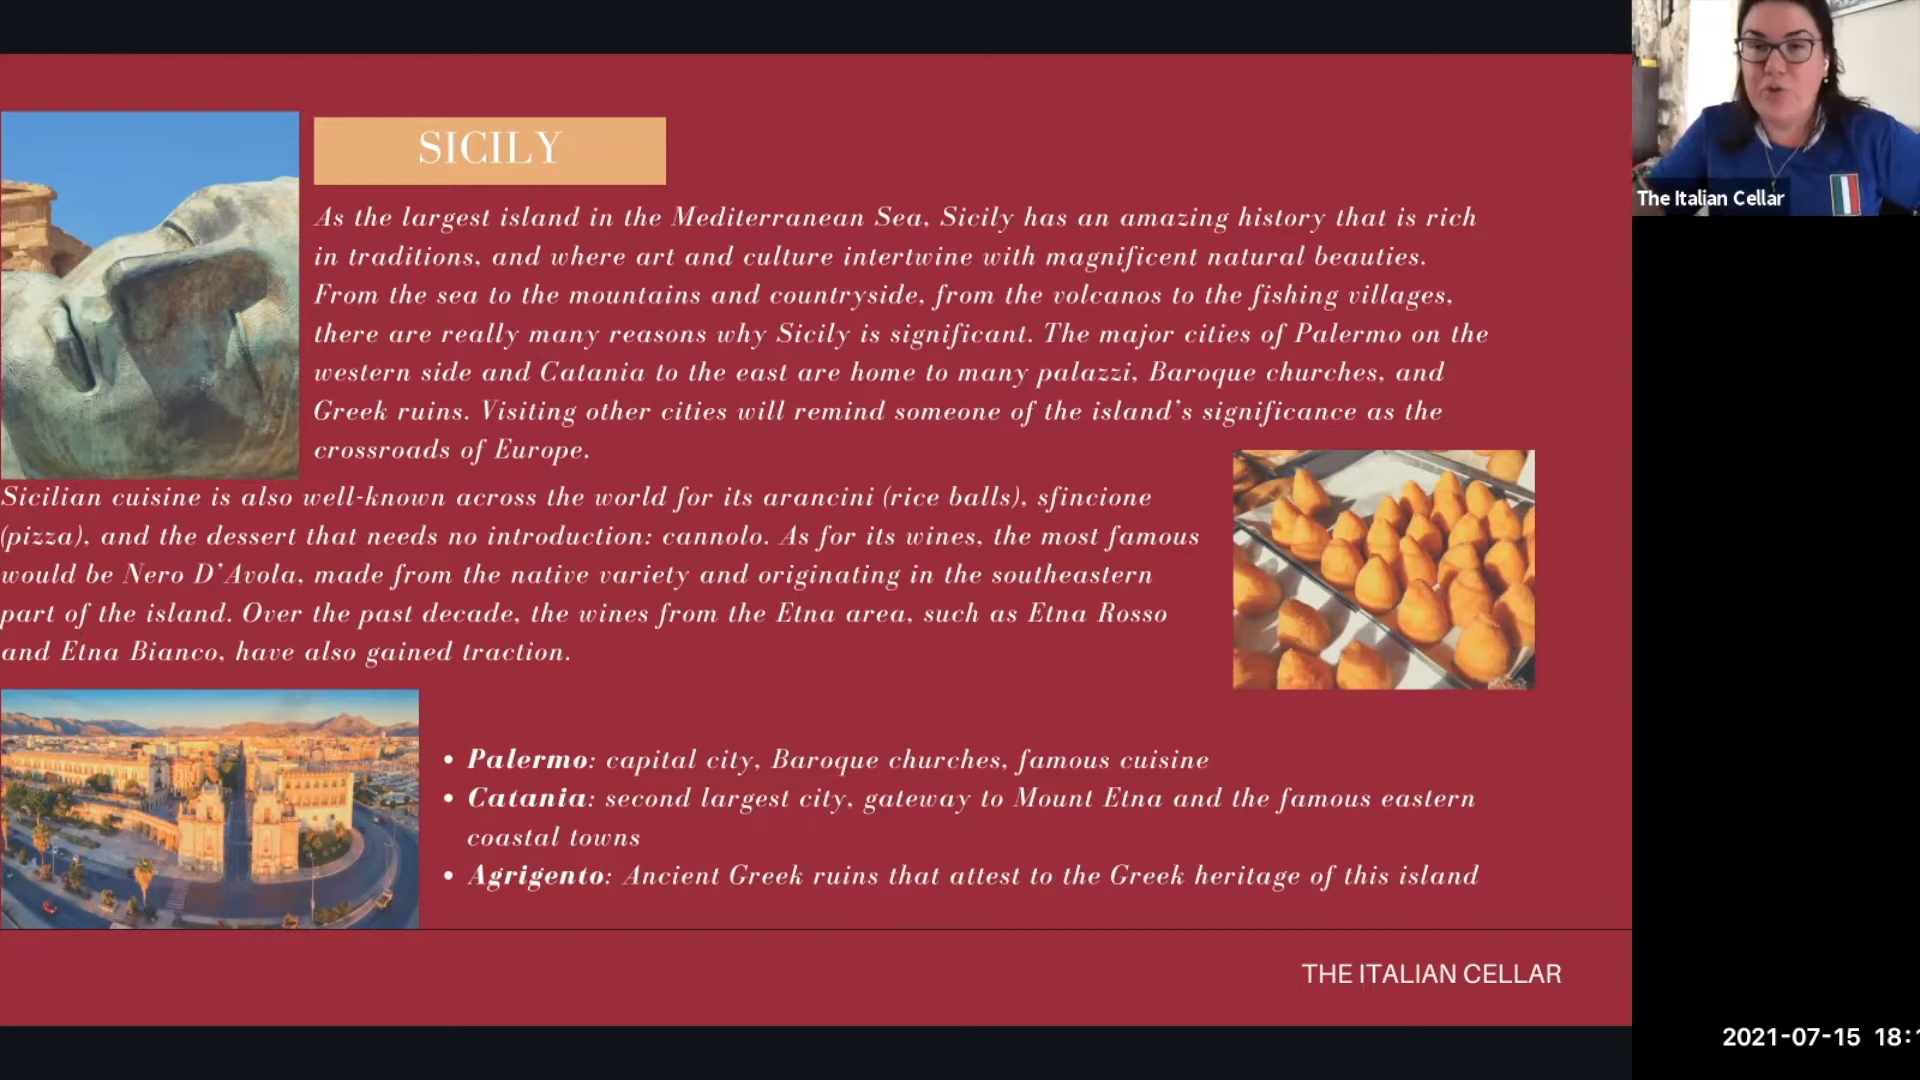 SICILY
As the largest island in the Mediterranean Sea, Sicily has an amazing history that is rich
in traditions, and where art and culture intertwine with magnificent natural beauties.
From the sea to the mountains and countryside, from the volcanos to the fishing villages,
there are really many reasons why Sicily is significant. The major cities of Palermo on the
western side and Catania to the east are home to many palazzi, Baroque churches, and
Greek ruins. Visiting other cities will remind someone of the island's significance as the
crossroads of Europe.
Sicilian cuisine is also well-known across the world for its arancini (rice balls), sfincione
(pizza), and the dessert that needs no introduction: cannolo. As for its wines, the most famous
would be Nero D'Avola, made from the native variety and originating in the southeastern
part of the island. Over the past decade, the wines from the Etna area, such as Etna Rosso
and Etna Bianco, have also gained traction.
• Palermo: capital city, Baroque churches, famous cuisine
• Catania: second largest city, gateway to Mount Etna and the famous eastern
coastal towns
• Agrigento: Ancient Greek ruins that attest to the Greek heritage of this island
THE ITALIAN CELLAR
The Italian Cellar
2021-07-15 18:1